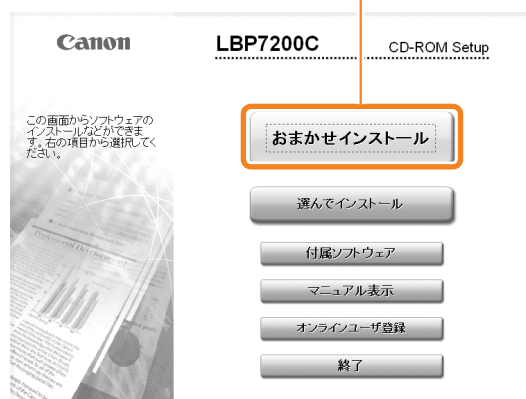 Canon
LBP7200C
CD-ROM Setup
この画面からソフトウェアの
インストールなどができま
す。右の項目から選択してく
ださい。
おまかせインストール
選んでインストール
付属ソフトウェア
マニュアル表示
オンラインユーザ登録
終了
Professional Development